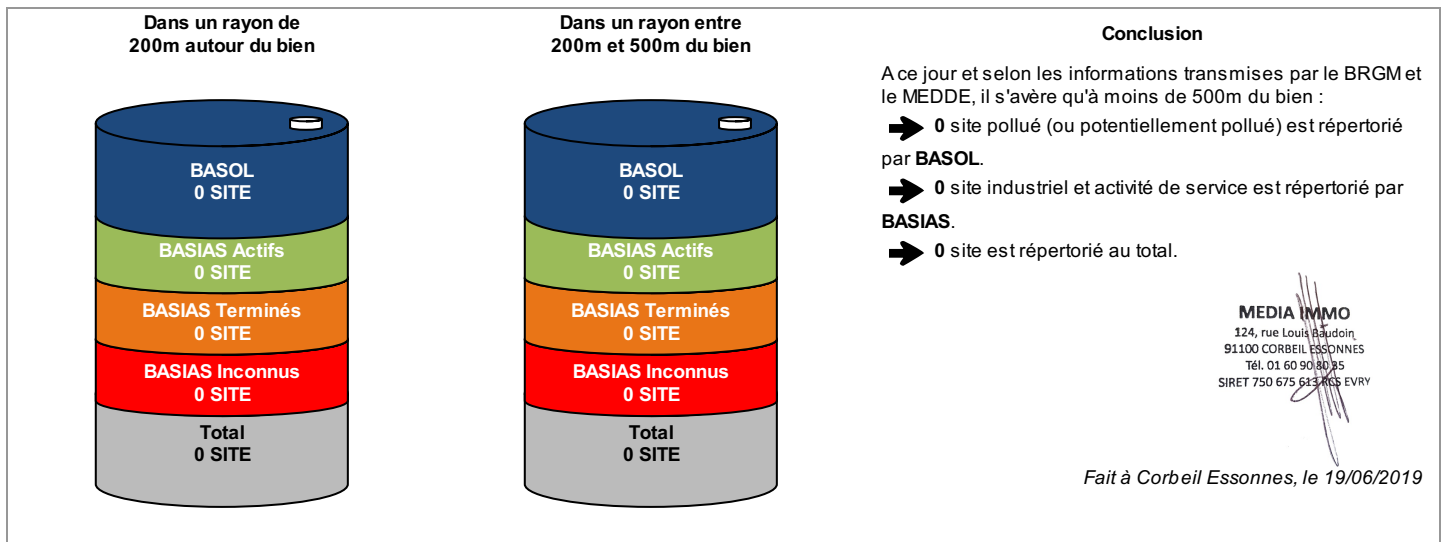 Dans un rayon de
200m autour du bien
BASOL
0 SITE
BASIAS Actifs
0 SITE
BASIAS Terminés
0 SITE
BASIAS Inconnus
0 SITE
Total
0 SITE
Dans un rayon entre
200m et 500m du bien
BASOL
0 SITE
BASIAS Actifs
0 SITE
BASIAS Terminés
0 SITE
BASIAS Inconnus
0 SITE
Total
0 SITE
Conclusion
A ce jour et selon les informations transmises par le BRGM et
le MEDDE, il s'avère qu'à moins de 500m du bien :
0 site pollué (ou potentiellement pollué) est répertorié
par BASOL.
0 site industriel et activité de service est répertorié par
BASIAS.
0 site est répertorié au total.
MEDIA IMMO
124, rue Louis Baudoin
91100 CORBEIL ESSONNES
Tél. 01 60 90 80 85
SIRET 750 675 613 RCS EVRY
Fait à Corbeil Essonnes, le 19/06/2019